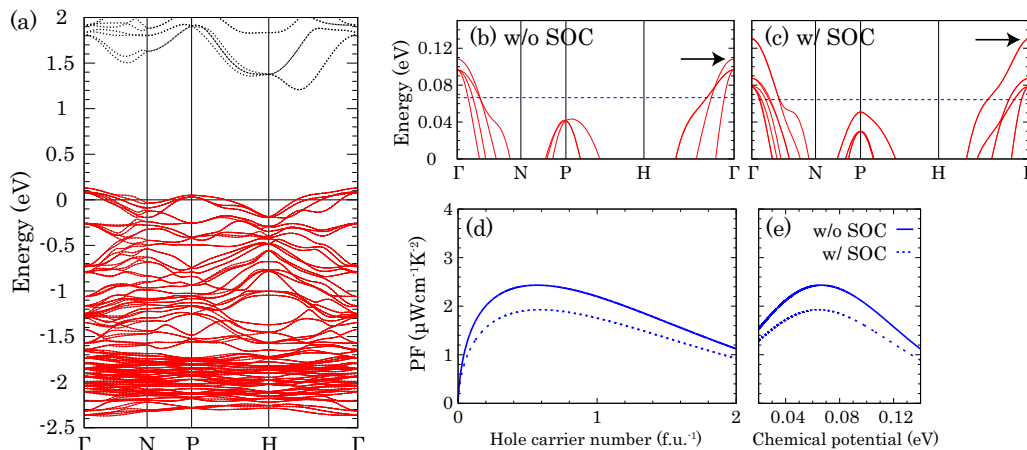 (a)
Energy (eV)
2
1.5
1
0.5
0
-0.5
-1
-1.5
-2
-2.5
Γ N P H Γ
(b) w/o SOC
Energy (eV)
0.12
0.08
0.04
0
Γ N P H Γ
(c) w/ SOC
Γ N P H Γ
(d)
PF (μWcm⁻¹K⁻²)
4
3
2
1
0
0 1 2
Hole carrier number (f.u.⁻¹)
(e)
w/o SOC
w/ SOC
0.04 0.08 0.12
Chemical potential (eV)